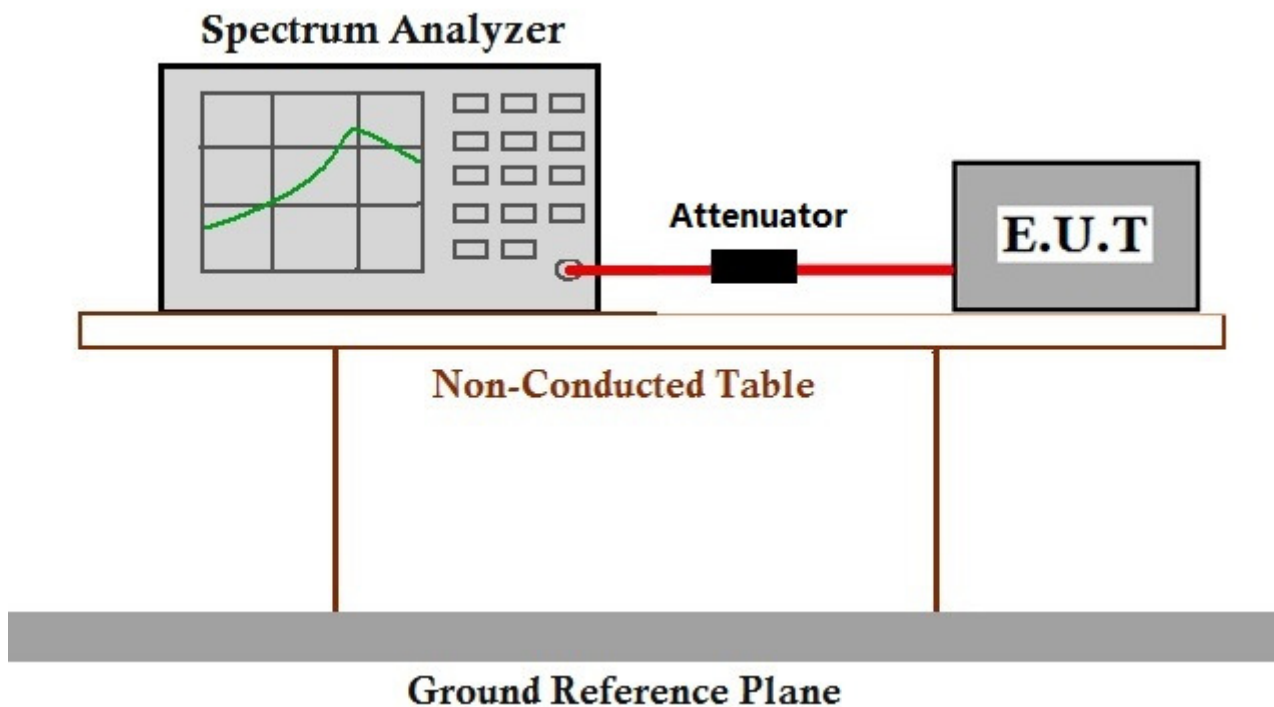 Spectrum Analyzer
Attenuator
E.U.T
Non-Conducted Table
Ground Reference Plane